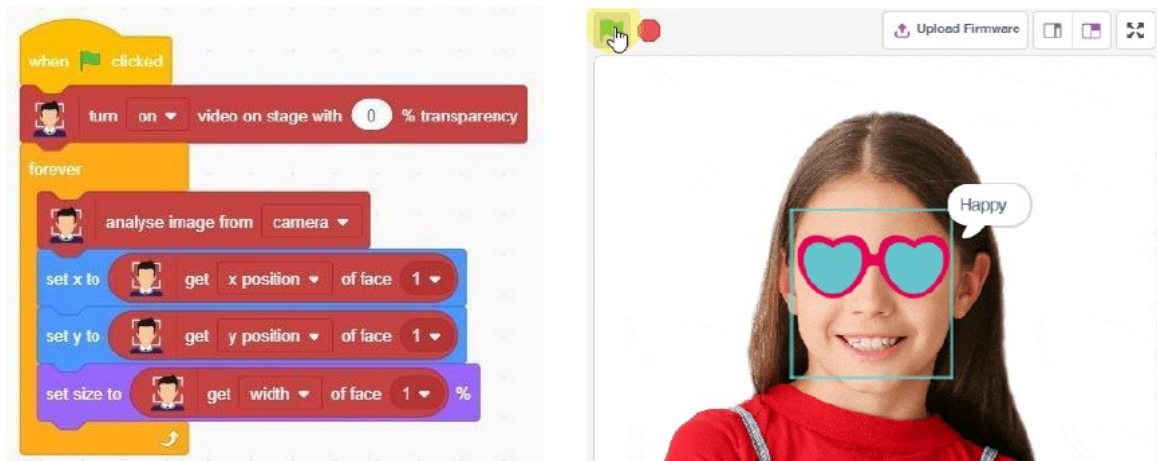 when clicked
turn on video on stage with 0 % transparency
forever
analyse image from camera
set x to get x position of face 1
set y to get y position of face 1
set size to get width of face 1 %
Upload Firmware
Happy